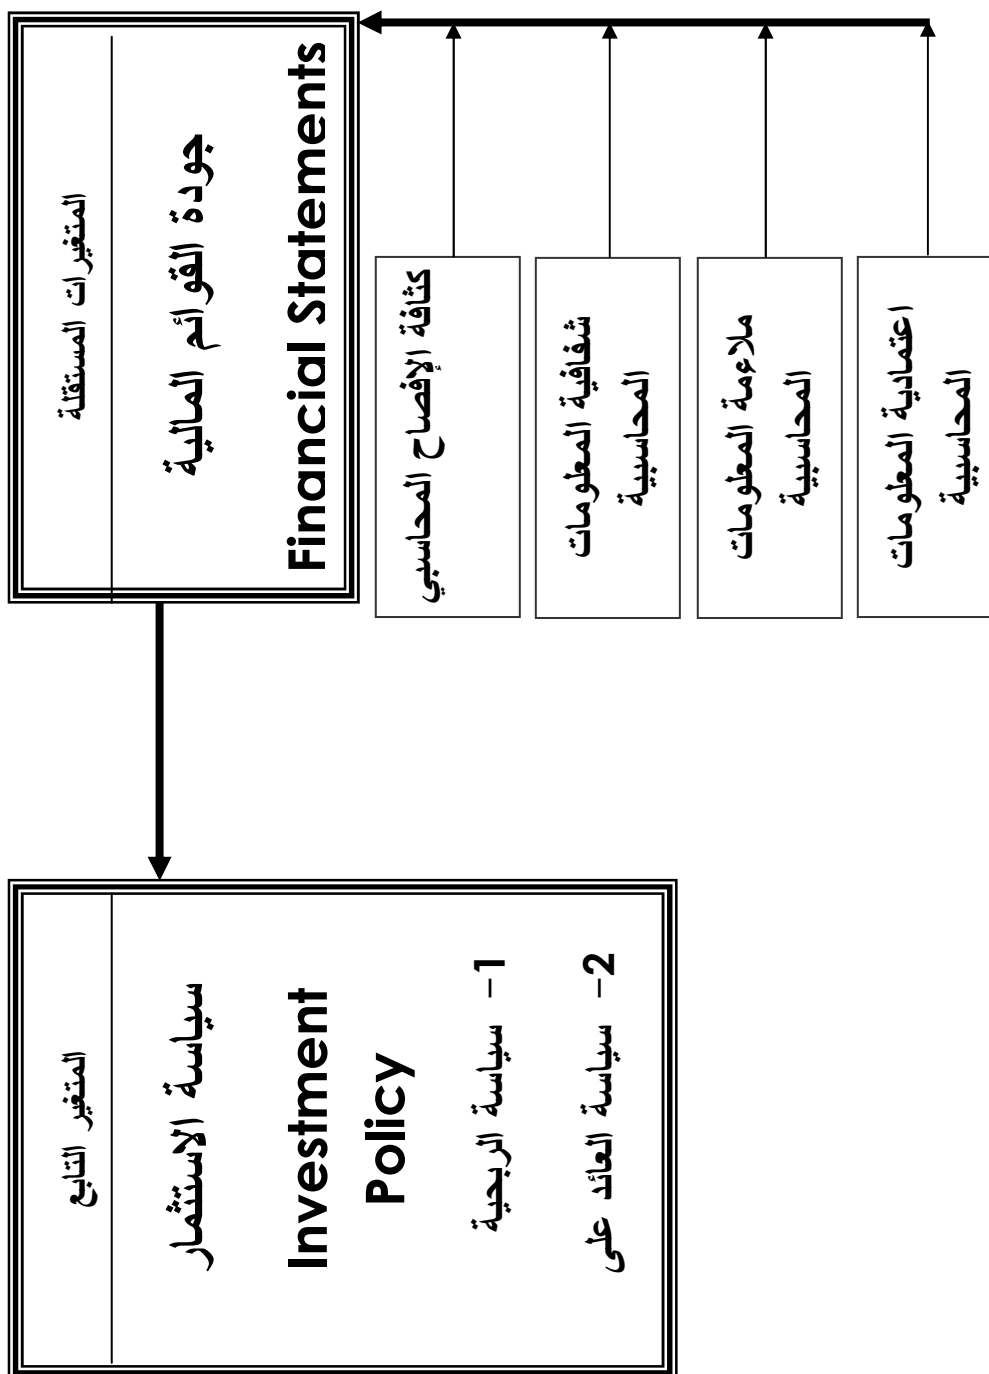 المتغيرات المستقلة
جودة القوائم المالية
Financial Statements
كثافة الإفصاح المحاسبي
شفافية المعلومات
المحاسبية
ملاءمة المعلومات
المحاسبية
اعتمادية المعلومات
المحاسبية
المتغير التابع
سياسة الاستثمار
Investment
Policy
1- سياسة الربحية
2- سياسة العائد على